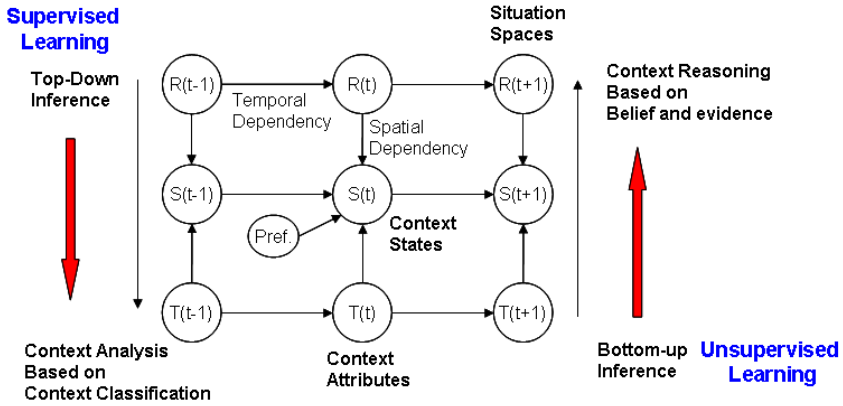 Supervised
Learning
Situation
Spaces
Top-Down
Inference
R(t-1)
R(t)
R(t+1)
Context Reasoning
Based on
Belief and evidence
Temporal
Dependency
Spatial
Dependency
S(t-1)
S(t)
S(t+1)
Pref.
Context
States
T(t-1)
T(t)
T(t+1)
Context Analysis
Based on
Context Classification
Context
Attributes
Bottom-up
Inference
Unsupervised
Learning